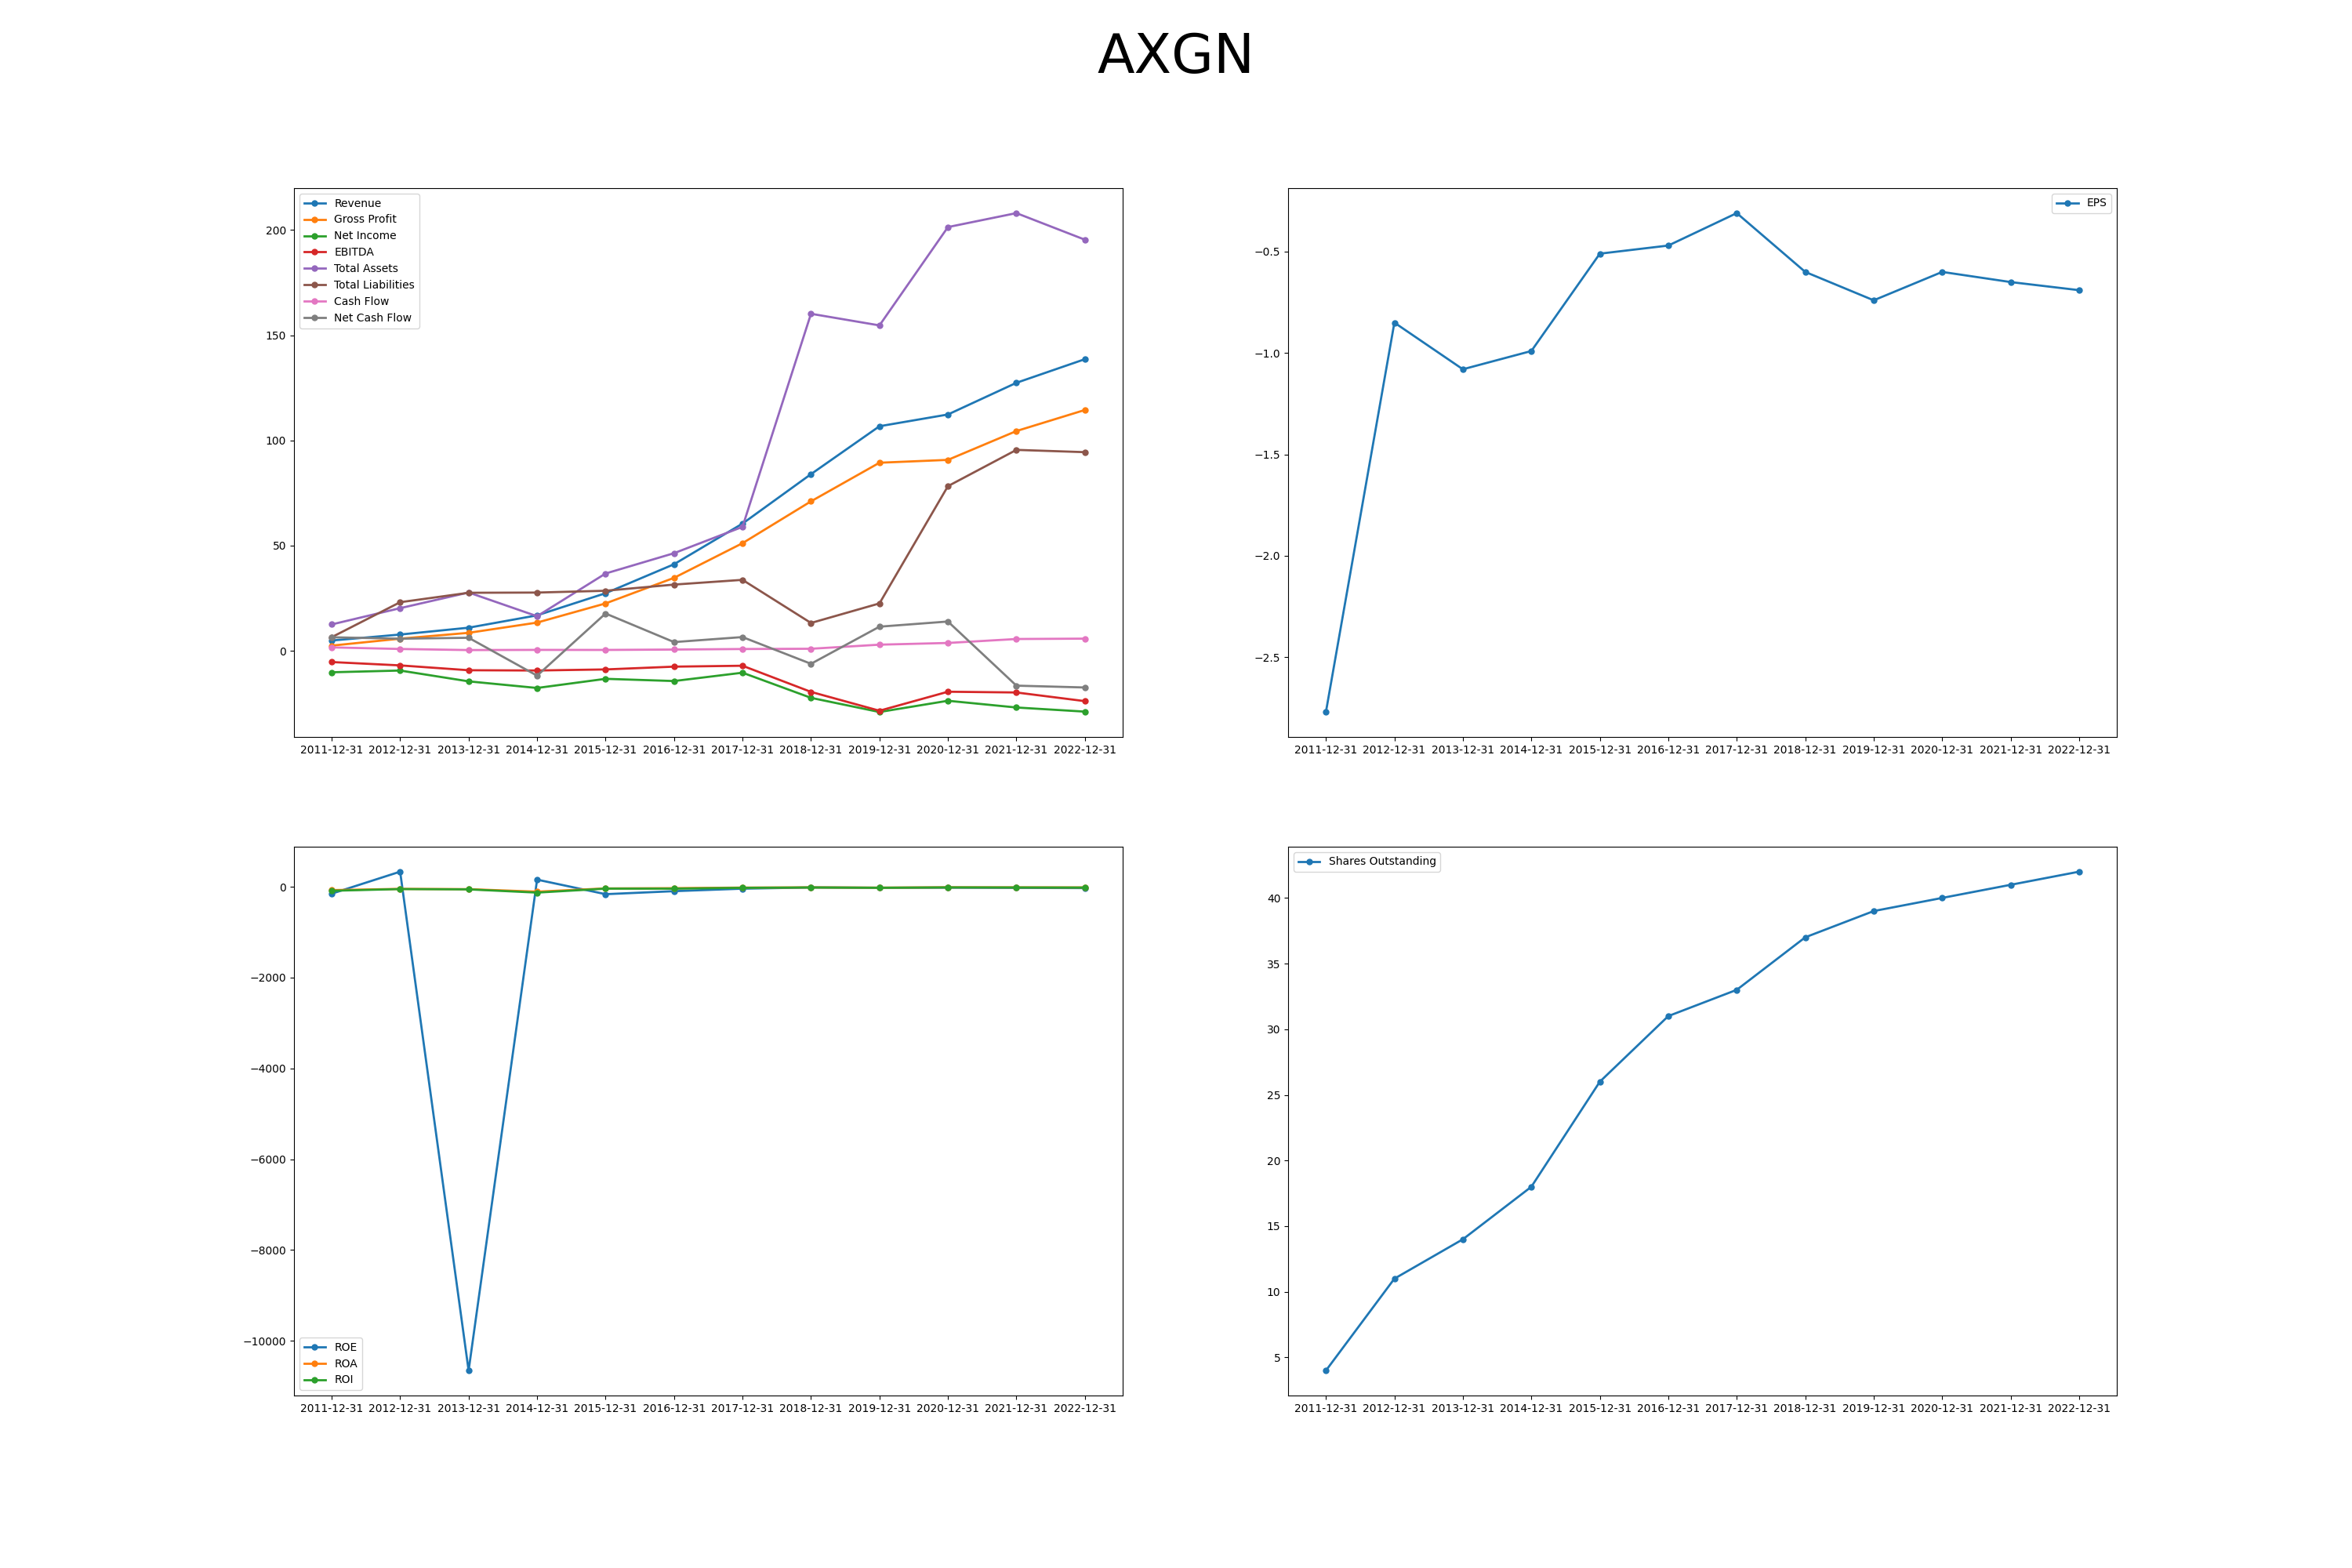 AXGN
Revenue
Gross Profit
Net Income
EBITDA
Total Assets
Total Liabilities
Cash Flow
Net Cash Flow
200
150
100
50
0
2011-12-31 2012-12-31 2013-12-31 2014-12-31 2015-12-31 2016-12-31 2017-12-31 2018-12-31 2019-12-31 2020-12-31 2021-12-31 2022-12-31
EPS
−0.5
−1.0
−1.5
−2.0
−2.5
2011-12-31 2012-12-31 2013-12-31 2014-12-31 2015-12-31 2016-12-31 2017-12-31 2018-12-31 2019-12-31 2020-12-31 2021-12-31 2022-12-31
0
−2000
−4000
−6000
−8000
−10000
ROE
ROA
ROI
2011-12-31 2012-12-31 2013-12-31 2014-12-31 2015-12-31 2016-12-31 2017-12-31 2018-12-31 2019-12-31 2020-12-31 2021-12-31 2022-12-31
Shares Outstanding
40
35
30
25
20
15
10
5
2011-12-31 2012-12-31 2013-12-31 2014-12-31 2015-12-31 2016-12-31 2017-12-31 2018-12-31 2019-12-31 2020-12-31 2021-12-31 2022-12-31